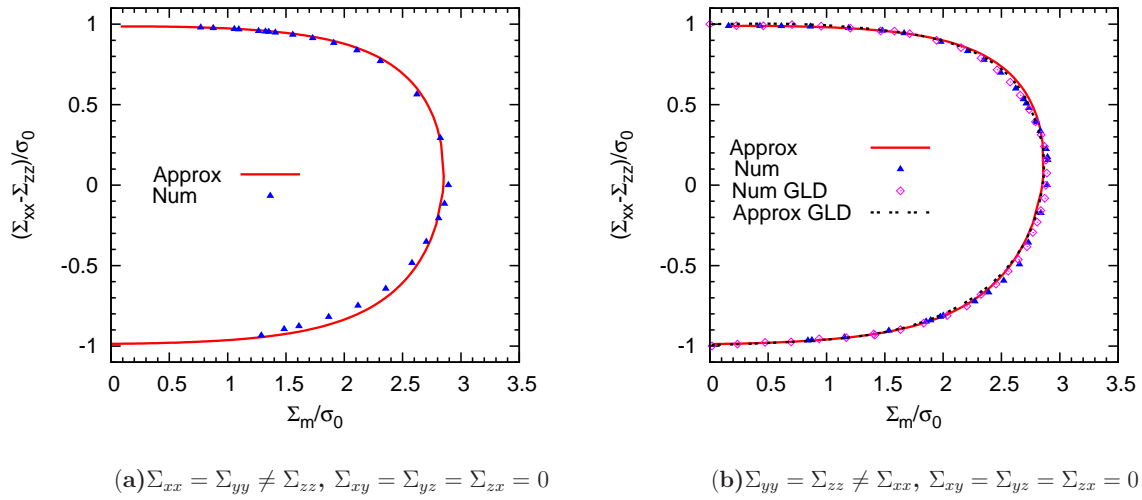 1
0.5
0
-0.5
-1
(Σxx-Σzz)/σ0
Approx
Num
0 0.5 1 1.5 2 2.5 3 3.5
Σm/σ0
(a)Σxx = Σyy ≠ Σzz, Σxy = Σyz = Σzx = 0
1
0.5
0
-0.5
-1
(Σxx-Σzz)/σ0
Approx
Num
Num GLD
Approx GLD
0 0.5 1 1.5 2 2.5 3 3.5
Σm/σ0
(b)Σyy = Σzz ≠ Σxx, Σxy = Σyz = Σzx = 0